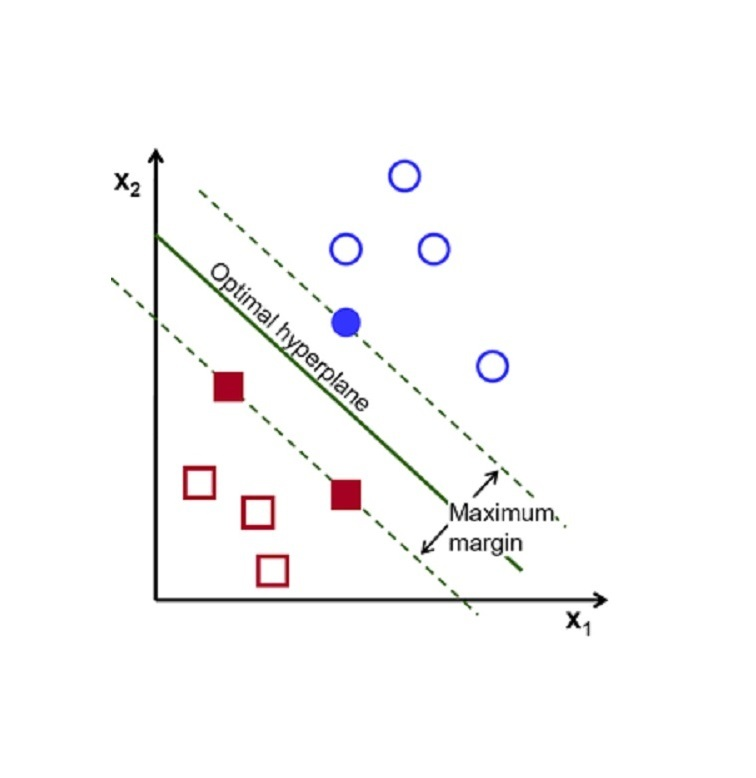 x₂
Optimal hyperplane
Maximum
margin
x₁